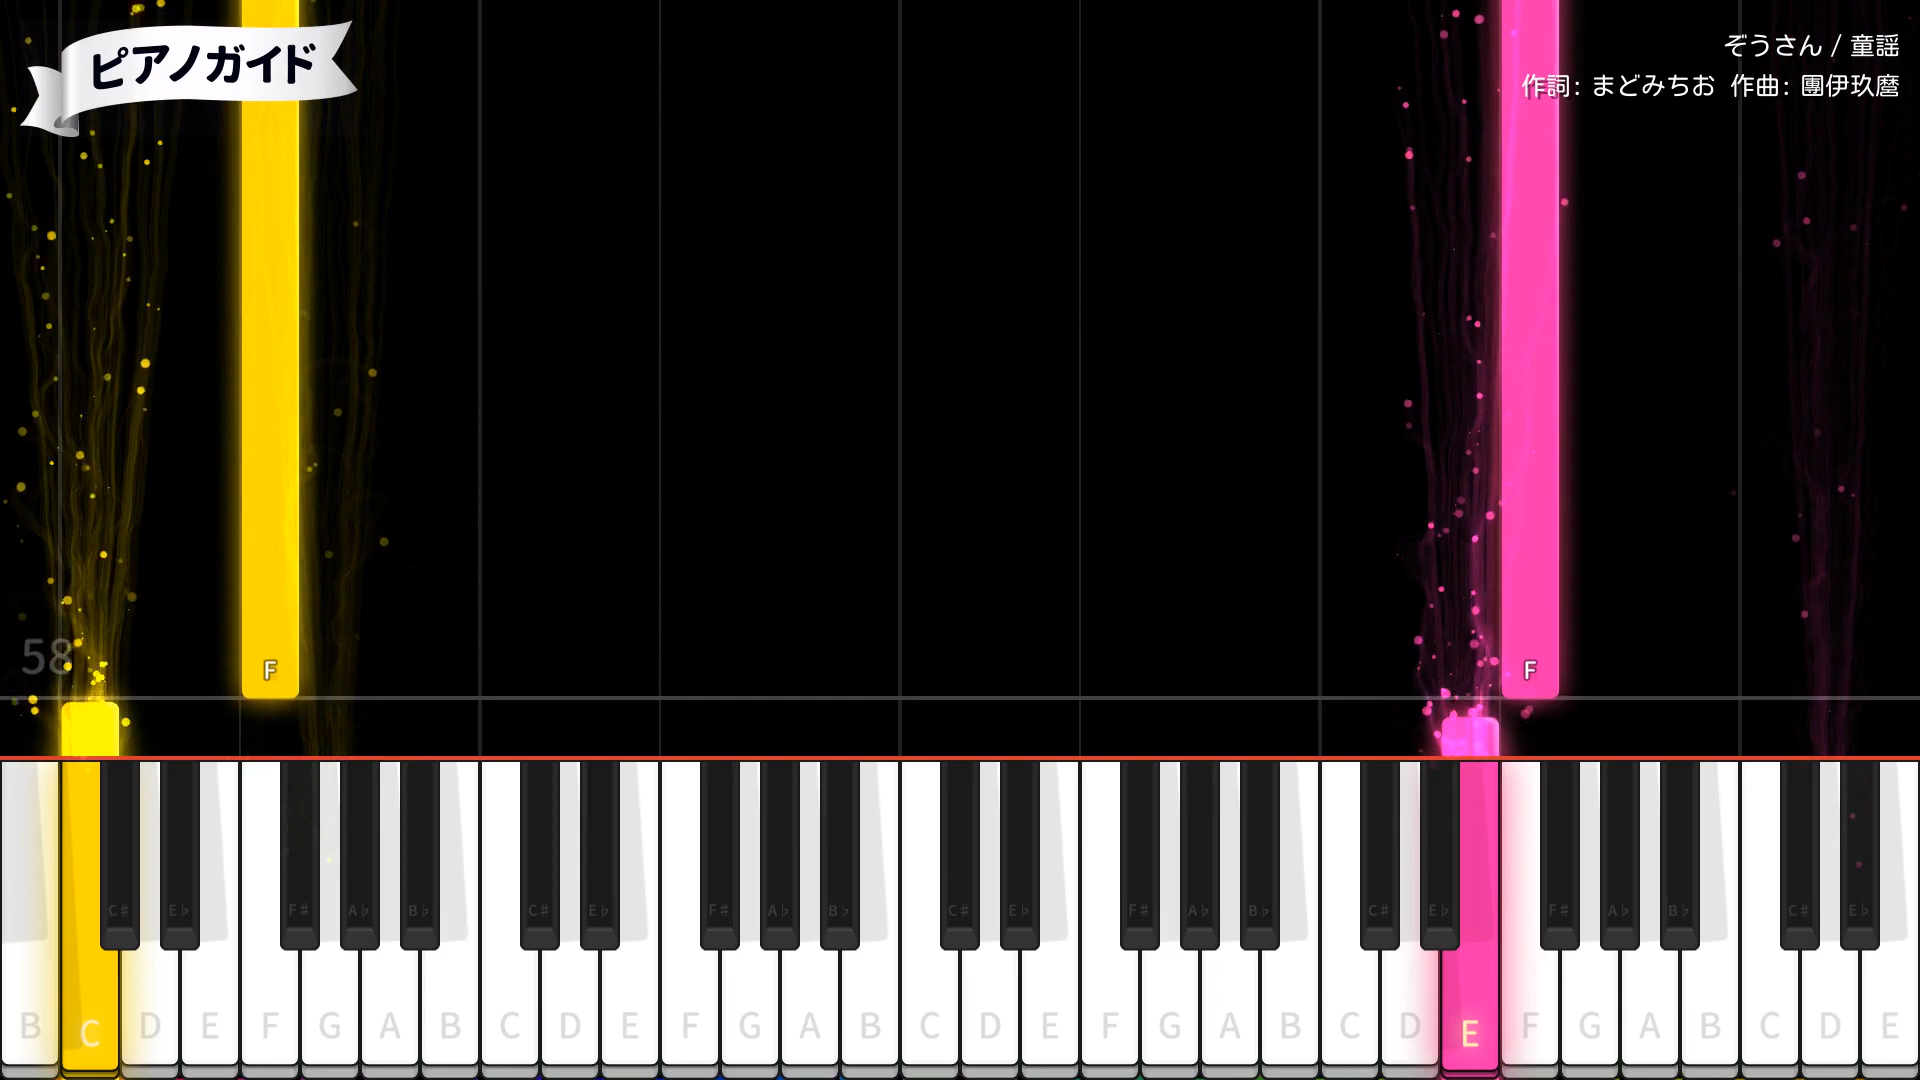 ピアノガイド
ぞうさん / 童謡
作詞: まどみちお 作曲: 團伊玖麿
58
F F
C♯ E♭ F♯ A♭ B♭ C♯ E♭ F♯ A♭ B♭ C♯ E♭ F♯ A♭ B♭ C♯ E♭ F♯ A♭ B♭ C♯ E♭
B C D E F G A B C D E F G A B C D E F G A B C D E F G A B C D E